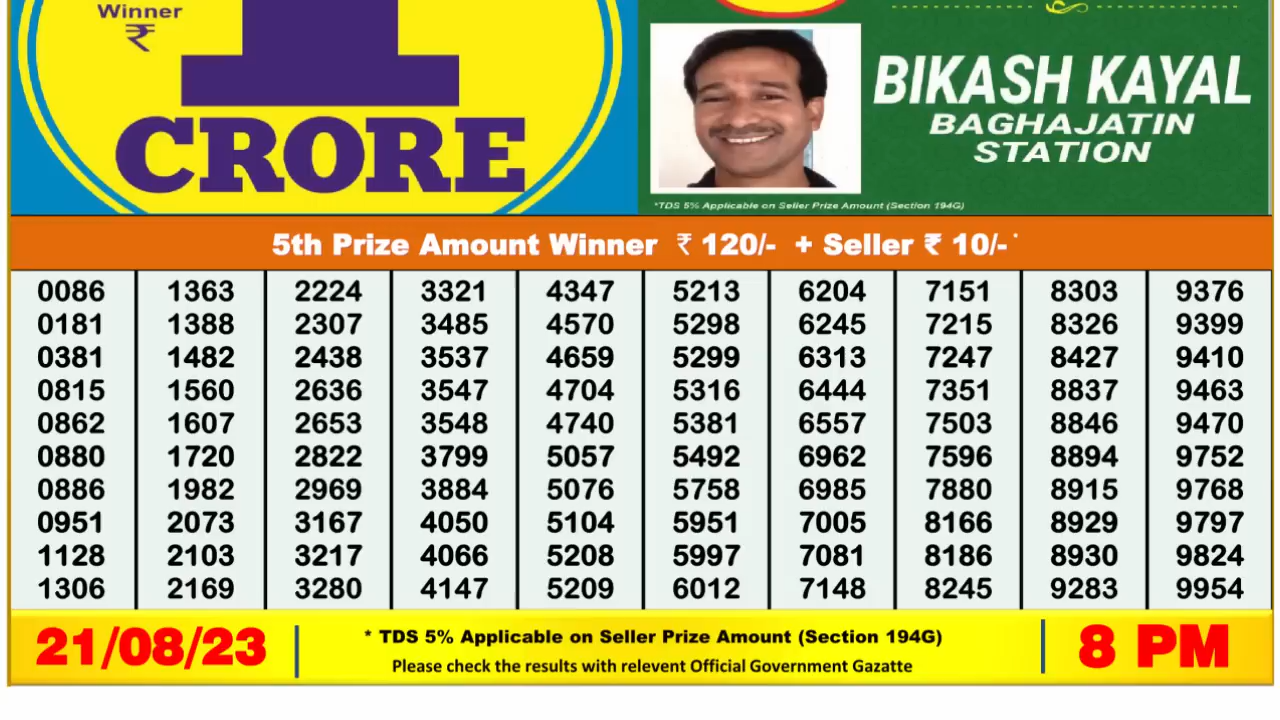 Winner
₹
1
CRORE
BIKASH KAYAL
BAGHAJATIN
STATION
*TDS 5% Applicable on Seller Prize Amount (Section 194G)
5th Prize Amount Winner ₹ 120/- + Seller ₹ 10/- *
0086 1363 2224 3321 4347 5213 6204 7151 8303 9376
0181 1388 2307 3485 4570 5298 6245 7215 8326 9399
0381 1482 2438 3537 4659 5299 6313 7247 8427 9410
0815 1560 2636 3547 4704 5316 6444 7351 8837 9463
0862 1607 2653 3548 4740 5381 6557 7503 8846 9470
0880 1720 2822 3799 5057 5492 6962 7596 8894 9752
0886 1982 2969 3884 5076 5758 6985 7880 8915 9768
0951 2073 3167 4050 5104 5951 7005 8166 8929 9797
1128 2103 3217 4066 5208 5997 7081 8186 8930 9824
1306 2169 3280 4147 5209 6012 7148 8245 9283 9954
21/08/23
* TDS 5% Applicable on Seller Prize Amount (Section 194G)
Please check the results with relevent Official Government Gazatte
8 PM